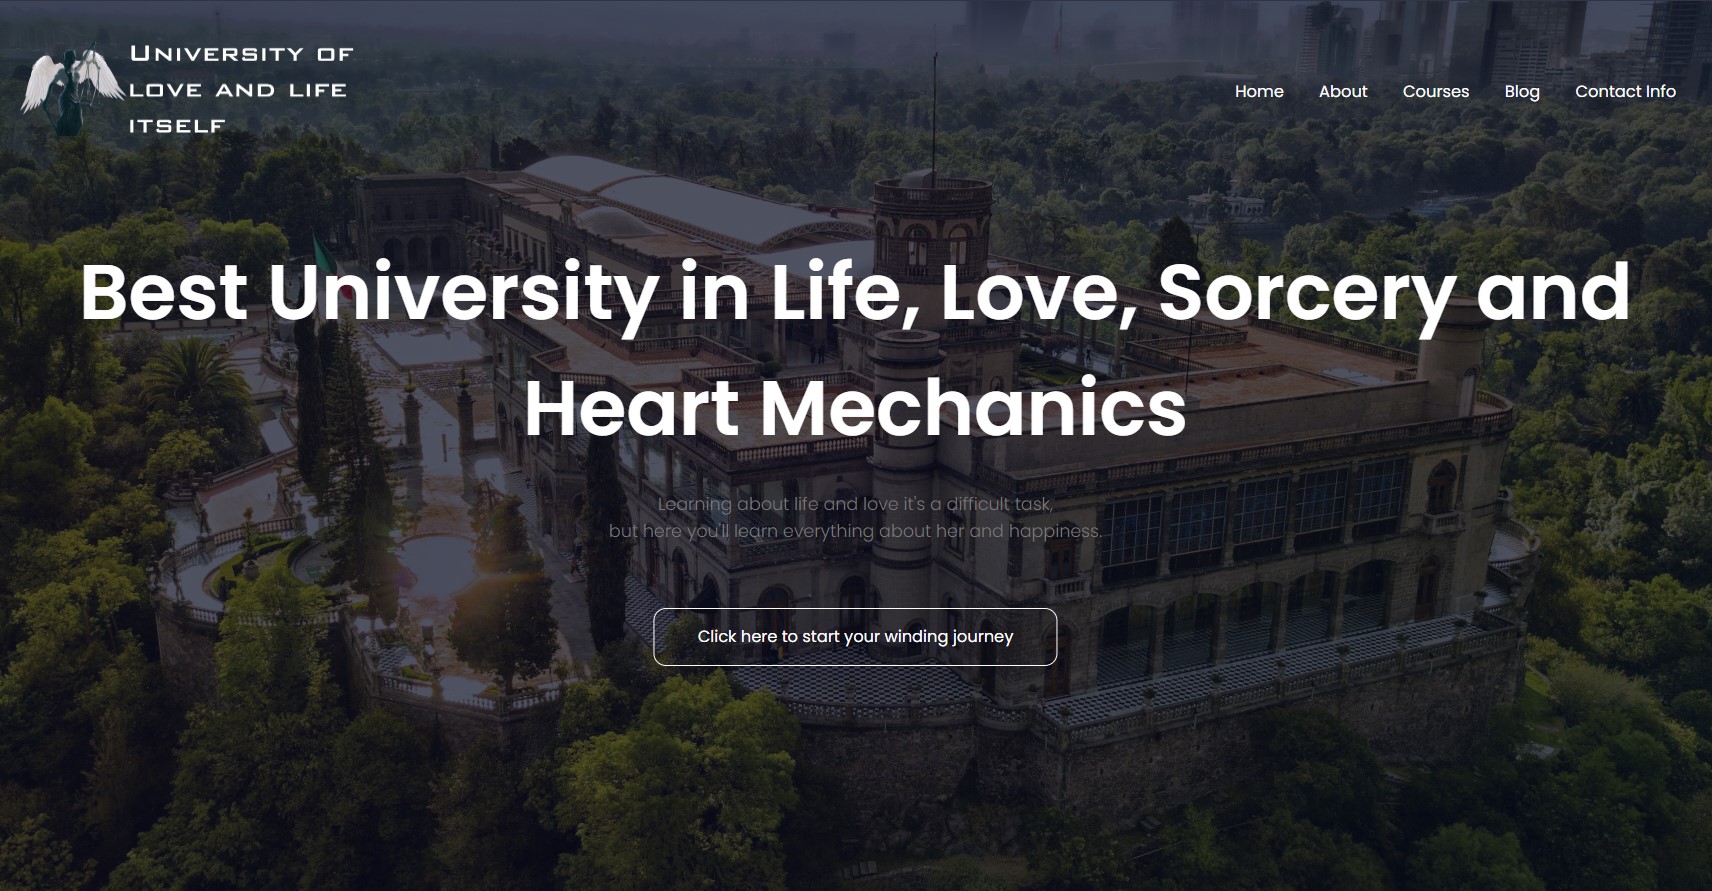 University of
love and life
itself
Home About Courses Blog Contact Info
Best University in Life, Love, Sorcery and
Heart Mechanics
Learning about life and love it's a difficult task,
but here you'll learn everything about her and happiness.
Click here to start your winding journey